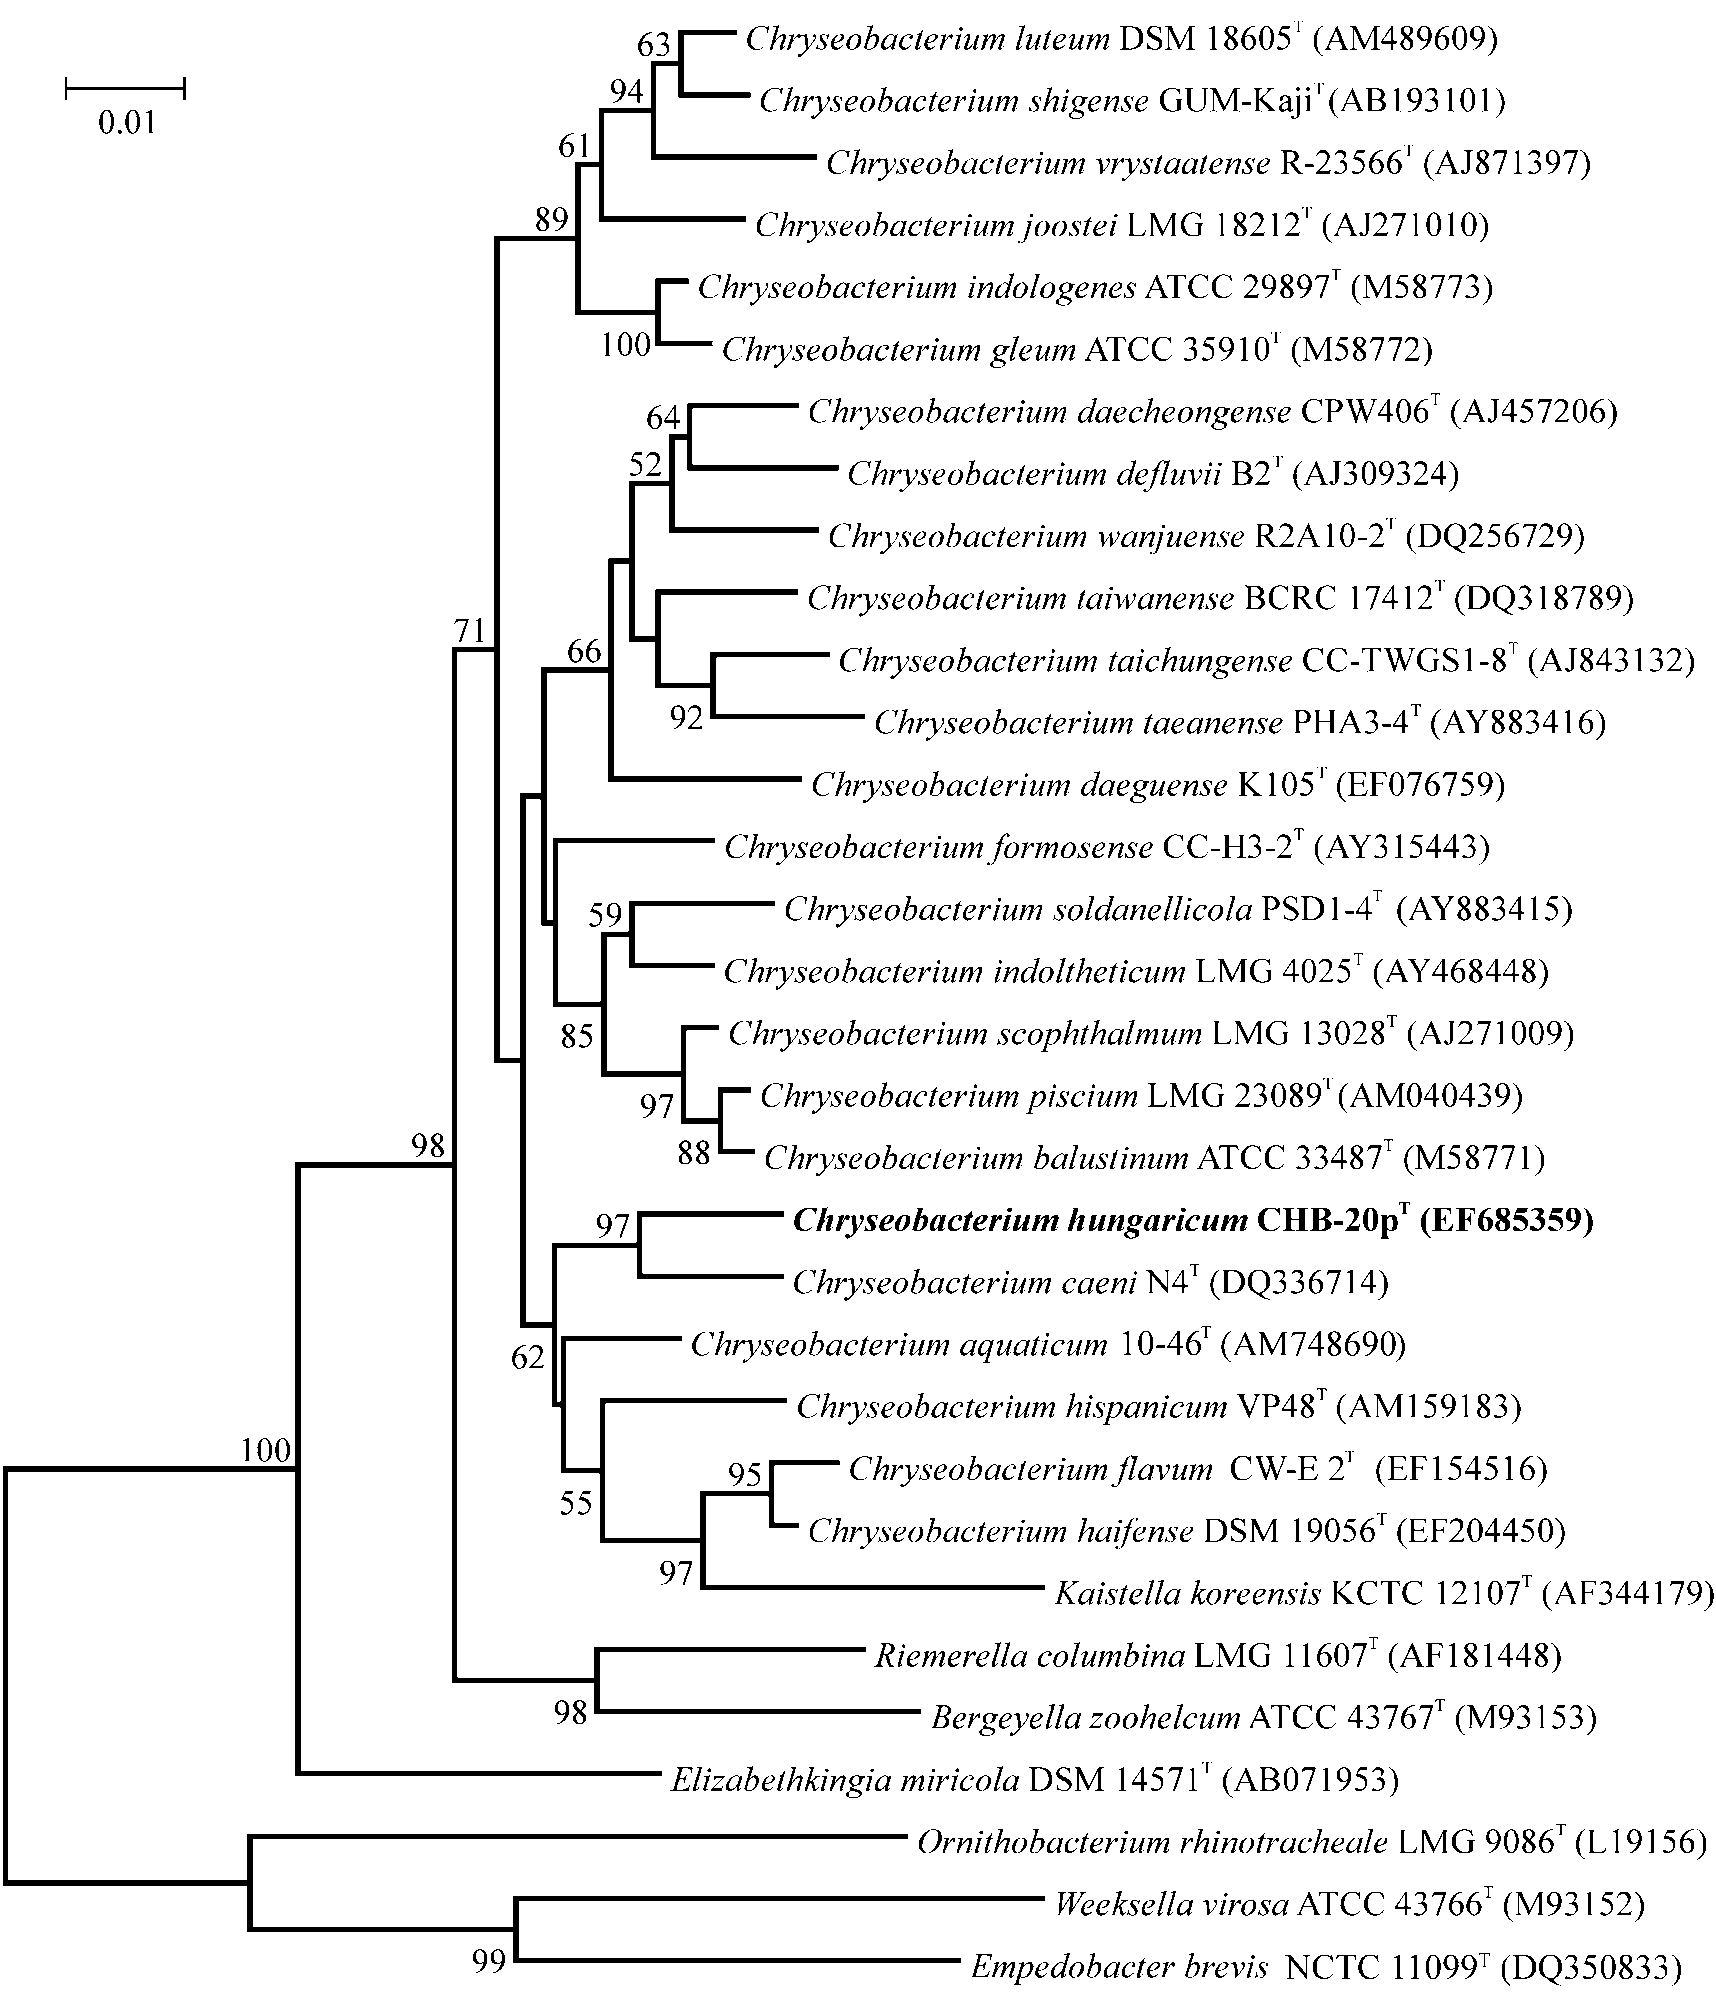 63
Chryseobacterium luteum DSM 18605T (AM489609)
0.01
94
Chryseobacterium shigense GUM-KajiT (AB193101)
61
Chryseobacterium vrystaatense R-23566T (AJ871397)
89
Chryseobacterium joostei LMG 18212T (AJ271010)
Chryseobacterium indologenes ATCC 29897T (M58773)
100
Chryseobacterium gleum ATCC 35910T (M58772)
64
Chryseobacterium daecheongense CPW406T (AJ457206)
52
Chryseobacterium defluvii B2T (AJ309324)
Chryseobacterium wanjuense R2A10-2T (DQ256729)
Chryseobacterium taiwanense BCRC 17412T (DQ318789)
71
66
Chryseobacterium taichungense CC-TWGS1-8T (AJ843132)
92
Chryseobacterium taeanense PHA3-4T (AY883416)
Chryseobacterium daeguense K105T (EF076759)
Chryseobacterium formosense CC-H3-2T (AY315443)
59
Chryseobacterium soldanellicola PSD1-4T (AY883415)
Chryseobacterium indoltheticum LMG 4025T (AY468448)
85
Chryseobacterium scophthalmum LMG 13028T (AJ271009)
97
Chryseobacterium piscium LMG 23089T (AM040439)
98
88
Chryseobacterium balustinum ATCC 33487T (M58771)
97
Chryseobacterium hungaricum CHB-20pT (EF685359)
Chryseobacterium caeni N4T (DQ336714)
62
Chryseobacterium aquaticum 10-46T (AM748690)
Chryseobacterium hispanicum VP48T (AM159183)
100
95
Chryseobacterium flavum CW-E 2T (EF154516)
55
Chryseobacterium haifense DSM 19056T (EF204450)
97
Kaistella koreensis KCTC 12107T (AF344179)
Riemerella columbina LMG 11607T (AF181448)
98
Bergeyella zoohelcum ATCC 43767T (M93153)
Elizabethkingia miricola DSM 14571T (AB071953)
Ornithobacterium rhinotracheale LMG 9086T (L19156)
Weeksella virosa ATCC 43766T (M93152)
99
Empedobacter brevis NCTC 11099T (DQ350833)